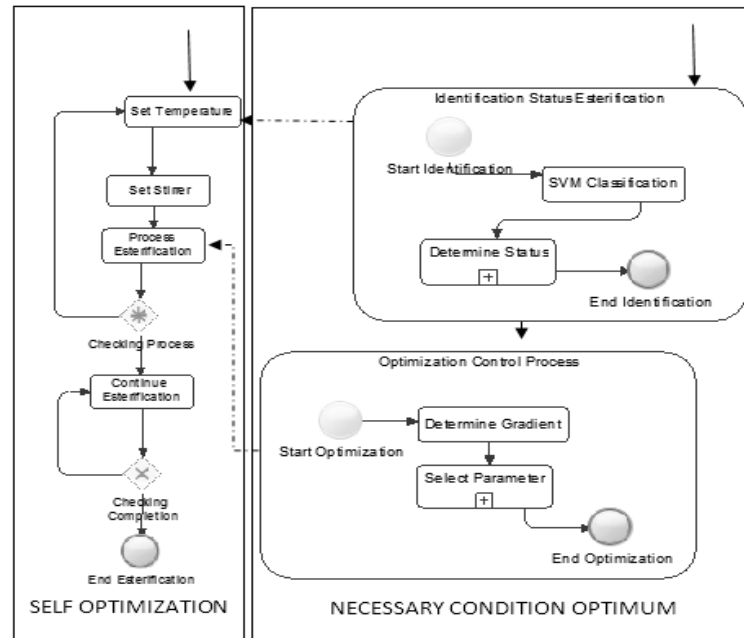 Set Temperature
Set Stirrer
Process
Esterification
Checking Process
Continue
Esterification
Checking
Completion
End Esterification
SELF OPTIMIZATION
Identification Status Esterification
Start Identification
SVM Classification
Determine Status
End Identification
Optimization Control Process
Start Optimization
Determine Gradient
Select Parameter
End Optimization
NECESSARY CONDITION OPTIMUM